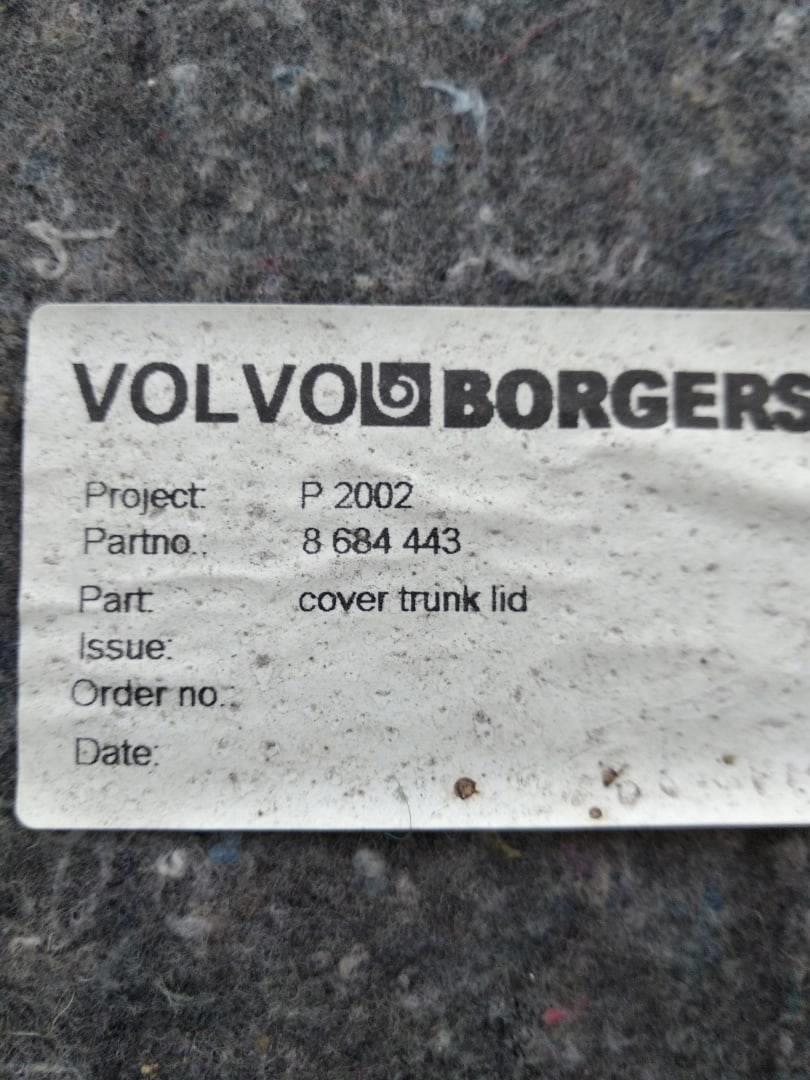 VOLVO BORGERS
Project: P 2002
Partno.: 8 684 443
Part: cover trunk lid
Issue:
Order no.:
Date: